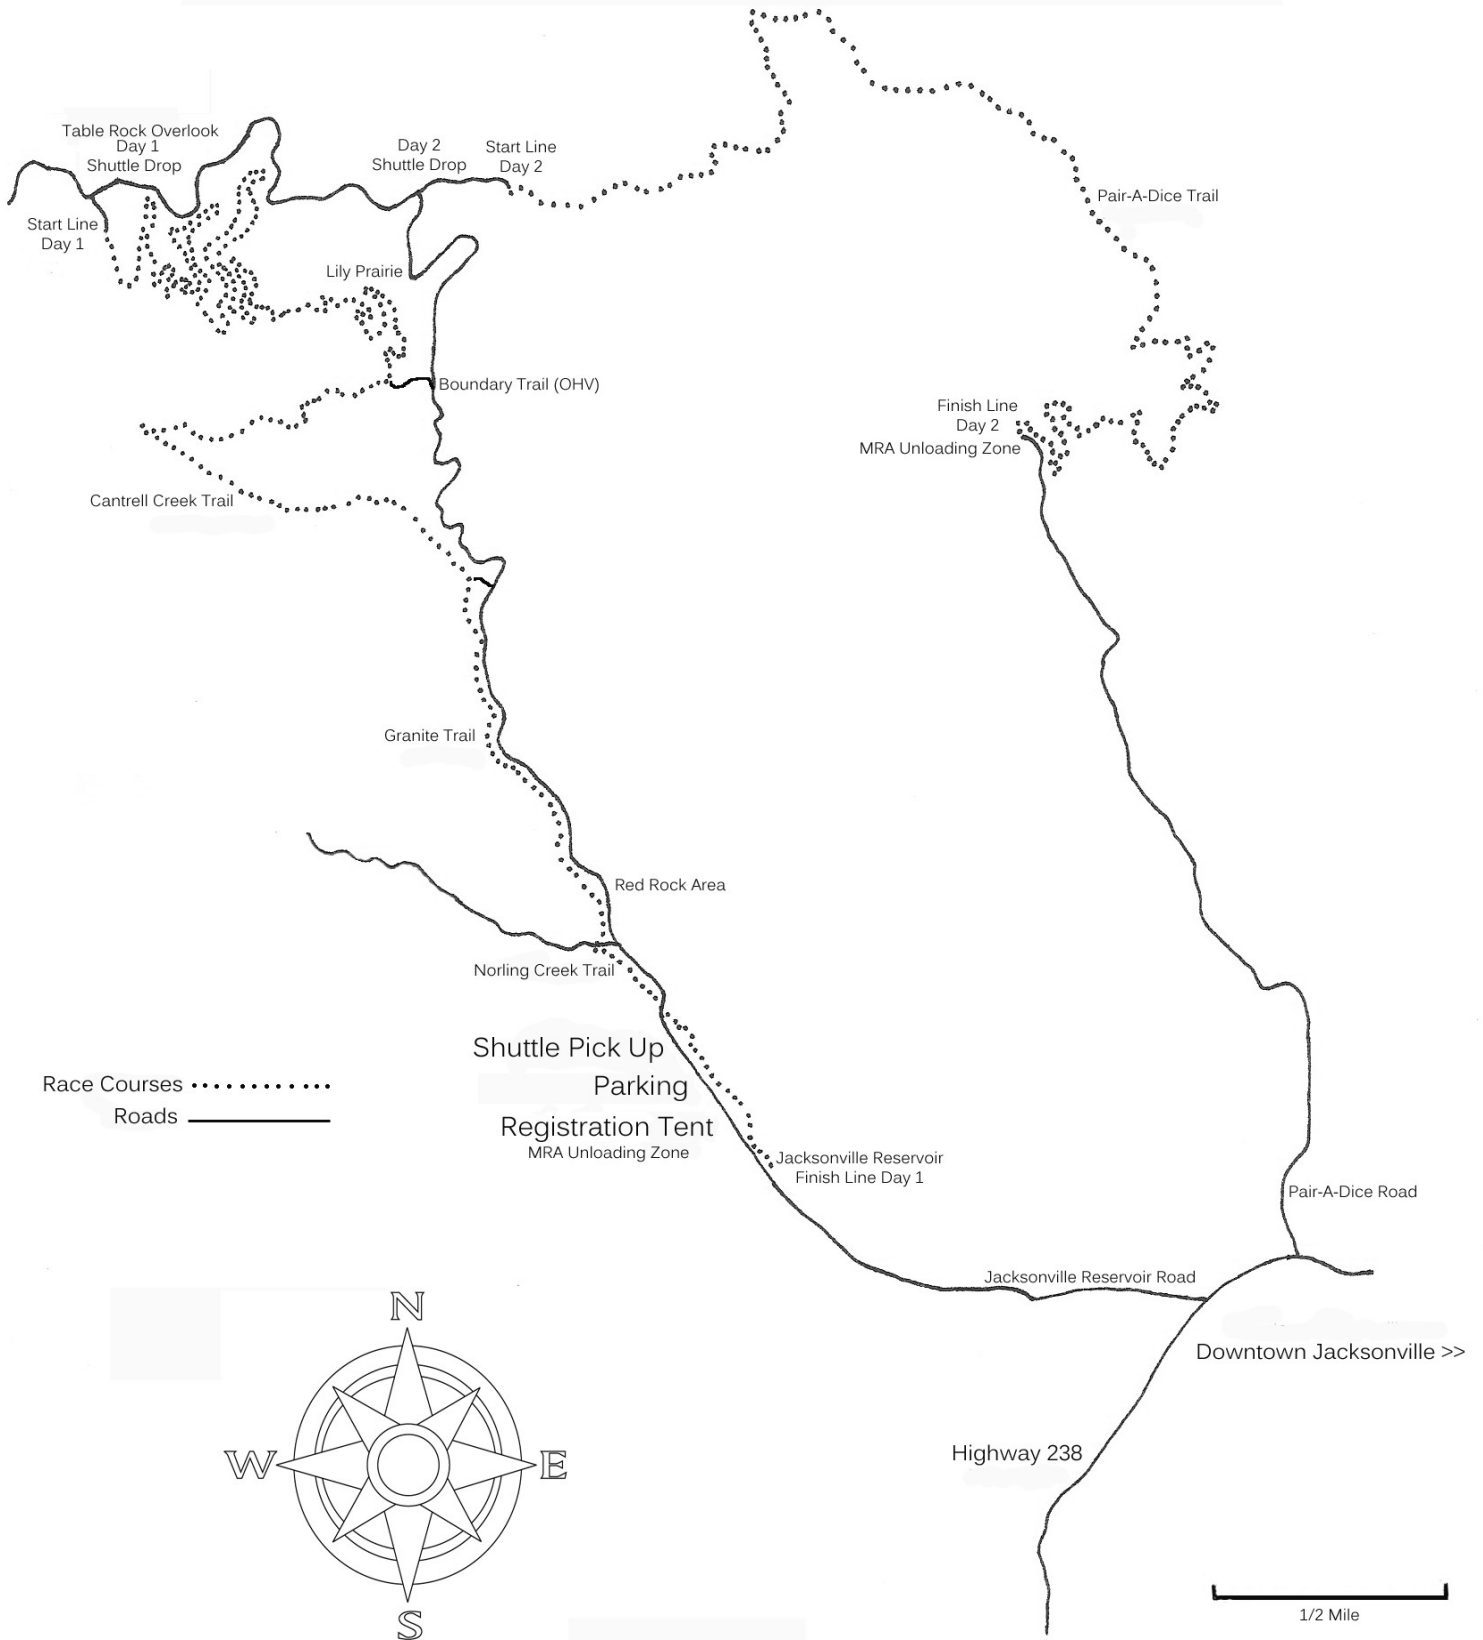 Table Rock Overlook
Day 1
Shuttle Drop
Day 2
Shuttle Drop
Start Line
Day 2
Pair-A-Dice Trail
Start Line
Day 1
Lily Prairie
Boundary Trail (OHV)
Finish Line
Day 2
MRA Unloading Zone
Cantrell Creek Trail
Granite Trail
Red Rock Area
Norling Creek Trail
Shuttle Pick Up
Parking
Registration Tent
MRA Unloading Zone
Race Courses
Roads
Jacksonville Reservoir
Finish Line Day 1
Pair-A-Dice Road
Jacksonville Reservoir Road
Downtown Jacksonville >>
Highway 238
N
W
E
S
1/2 Mile